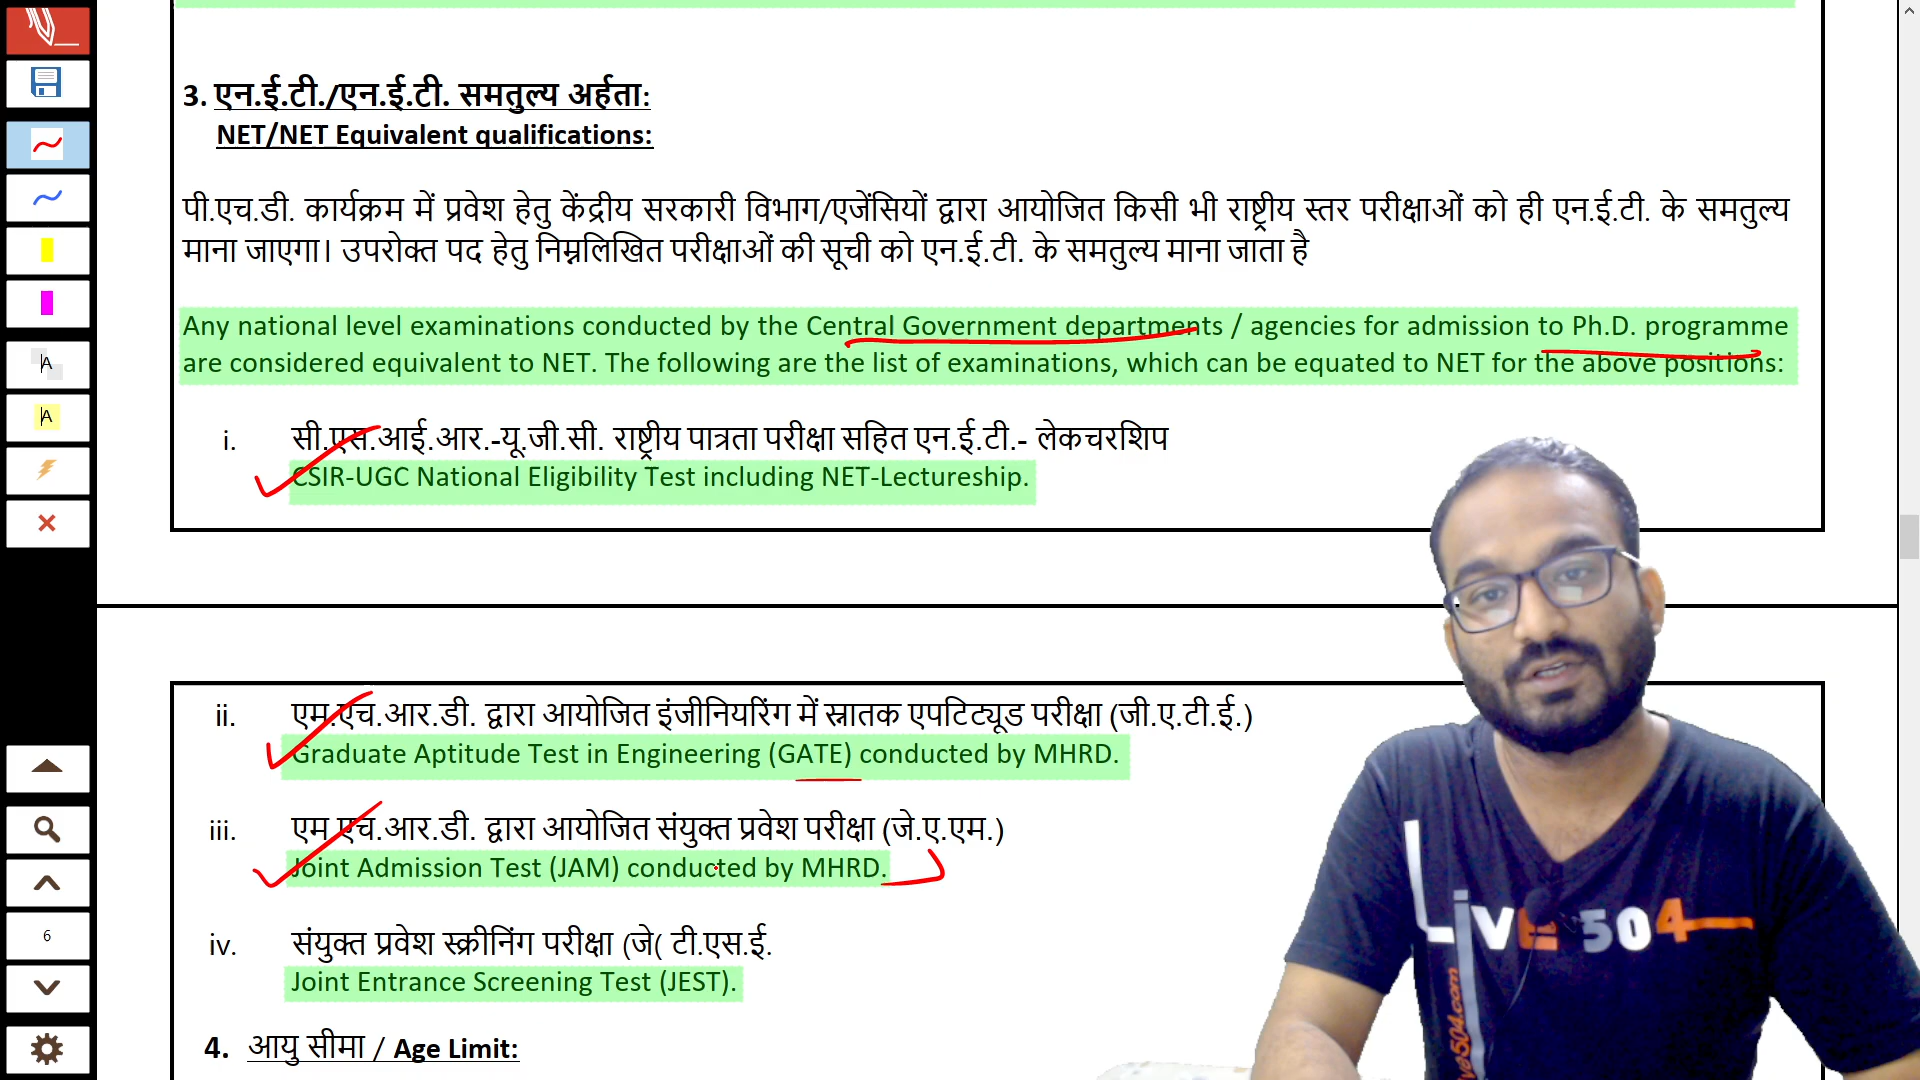 3. एन.ई.टी./एन.ई.टी. समतुल्य अर्हता:
NET/NET Equivalent qualifications:
पी.एच.डी. कार्यक्रम में प्रवेश हेतु केंद्रीय सरकारी विभाग/एजेंसियों द्वारा आयोजित किसी भी राष्ट्रीय स्तर परीक्षाओं को ही एन.ई.टी. के समतुल्य
माना जाएगा। उपरोक्त पद हेतु निम्नलिखित परीक्षाओं की सूची को एन.ई.टी. के समतुल्य माना जाता है
Any national level examinations conducted by the Central Government departments / agencies for admission to Ph.D. programme
are considered equivalent to NET. The following are the list of examinations, which can be equated to NET for the above positions:
i. सी.एस.आई.आर.-यू.जी.सी. राष्ट्रीय पात्रता परीक्षा सहित एन.ई.टी.- लेकचरशिप
CSIR-UGC National Eligibility Test including NET-Lectureship.
ii. एम.एच.आर.डी. द्वारा आयोजित इंजीनियरिंग में स्नातक एपटिट्यूड परीक्षा (जी.ए.टी.ई.)
Graduate Aptitude Test in Engineering (GATE) conducted by MHRD.
iii. एम.एच.आर.डी. द्वारा आयोजित संयुक्त प्रवेश परीक्षा (जे.ए.एम.)
Joint Admission Test (JAM) conducted by MHRD.
iv. संयुक्त प्रवेश स्क्रीनिंग परीक्षा (जे( टी.एस.ई.
Joint Entrance Screening Test (JEST).
4. आयु सीमा / Age Limit:
A
A
6
Live 504
ve504.com